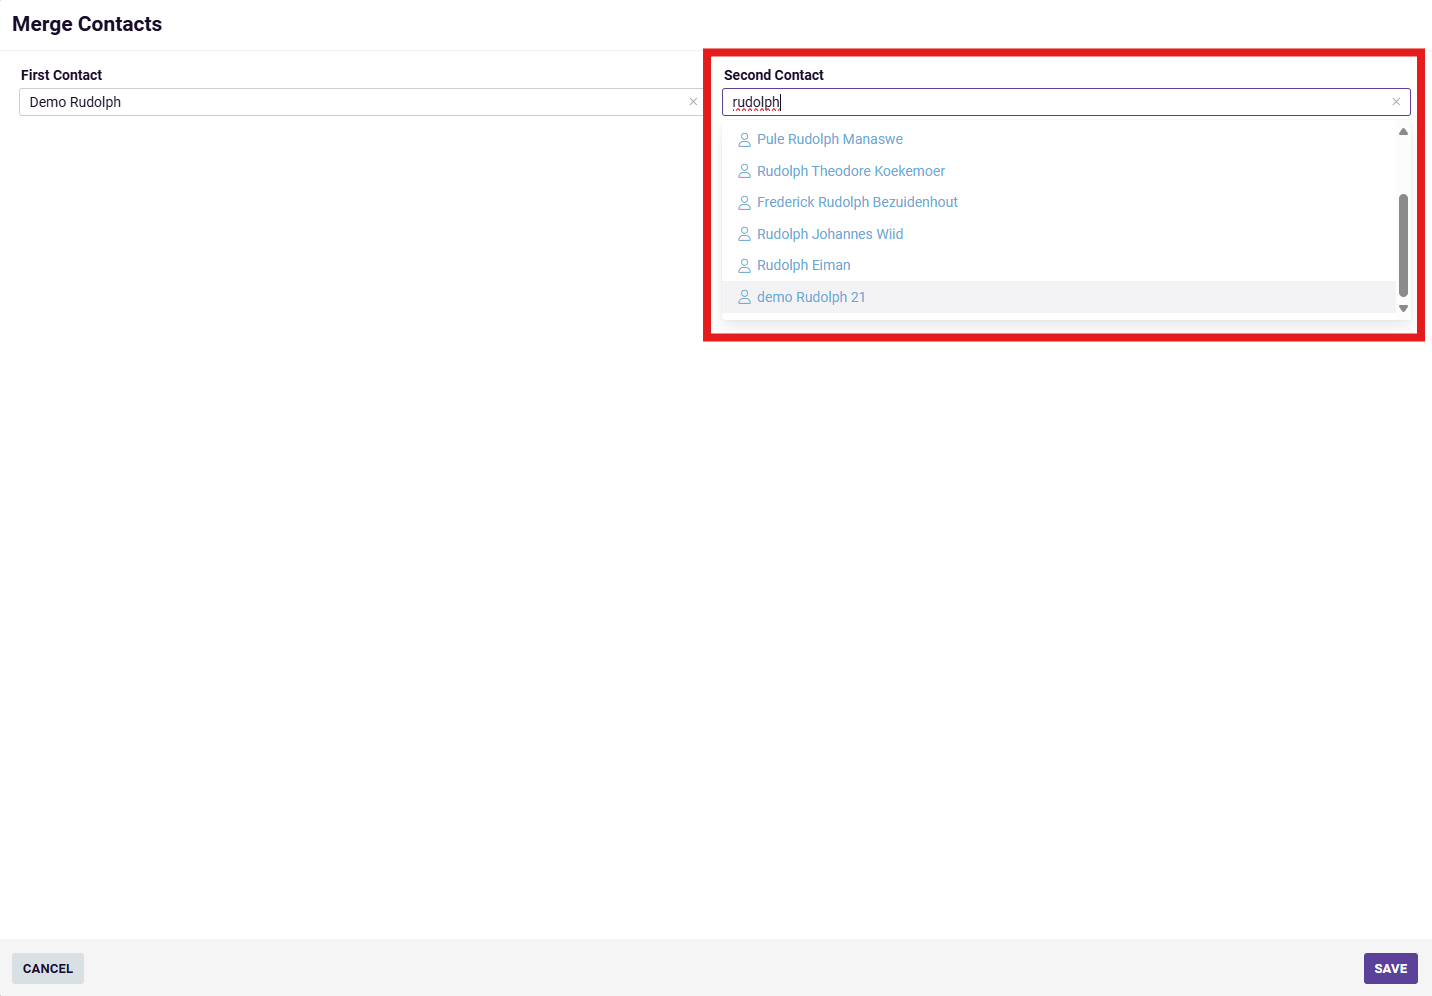 Merge Contacts
First Contact
Demo Rudolph
Second Contact
rudolph
Pule Rudolph Manaswe
Rudolph Theodore Koekemoer
Frederick Rudolph Bezuidenhout
Rudolph Johannes Wiid
Rudolph Eiman
demo Rudolph 21
CANCEL
SAVE